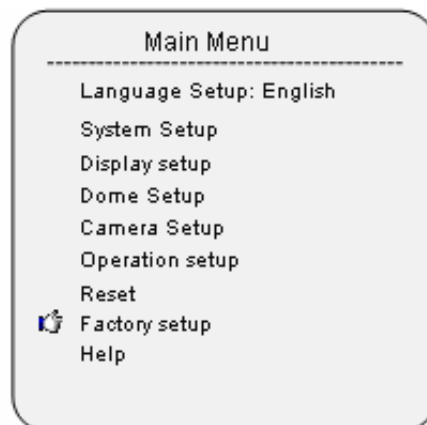 Main Menu
Language Setup: English
System Setup
Display setup
Dome Setup
Camera Setup
Operation setup
Reset
Factory setup
Help